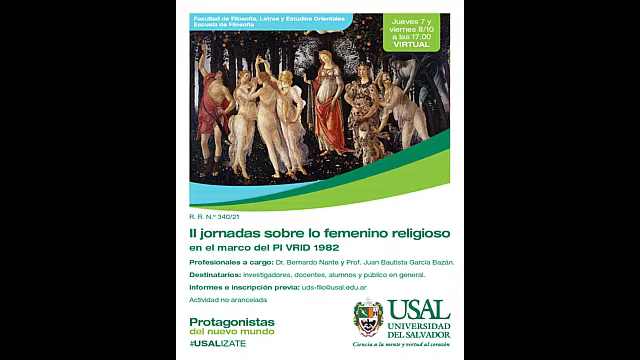 Facultad de Filosofía, Letras y Estudios Orientales
Escuela de Filosofía
Jueves 7 y
viernes 8/10
a las 17.00
VIRTUAL
R. R. N.º 340/21
II jornadas sobre lo femenino religioso
en el marco del PI VRID 1982
Profesionales a cargo: Dr. Bernardo Nante y Prof. Juan Bautista García Bazán.
Destinatarios: investigadores, docentes, alumnos y público en general.
Informes e inscripción previa: uds-filo@usal.edu.ar
Actividad no arancelada
Protagonistas
del nuevo mundo
#USALIZATE
USAL
UNIVERSIDAD
DEL SALVADOR
Ciencia a la mente y virtud al corazón